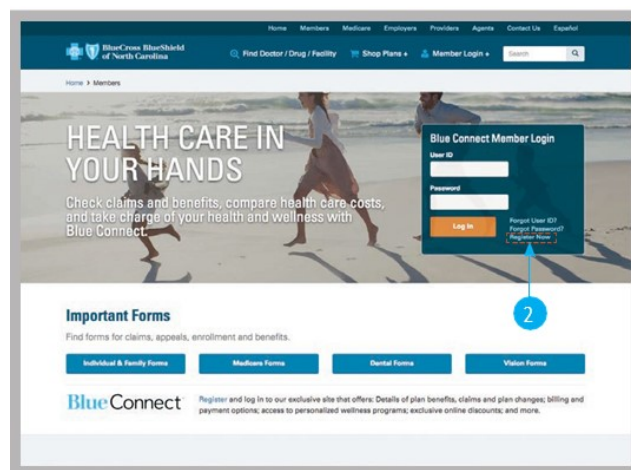 Home Members Medicare Employers Providers Agents Contact Us Español
BlueCross BlueShield
of North Carolina
Find Doctor / Drug / Facility Shop Plans + Member Login + Search
Home > Members
HEALTH CARE IN
YOUR HANDS
Check claims and benefits, compare health care costs,
and take charge of your health and wellness with
Blue Connect.
Blue Connect Member Login
User ID
Password
Log In
Forgot User ID?
Forgot Password?
Register Now
2
Important Forms
Find forms for claims, appeals, enrollment and benefits.
Individual & Family Forms Medicare Forms Dental Forms Vision Forms
Blue Connect
Register and log in to our exclusive site that offers: Details of plan benefits, claims and plan changes; billing and
payment options; access to personalized wellness programs; exclusive online discounts; and more.